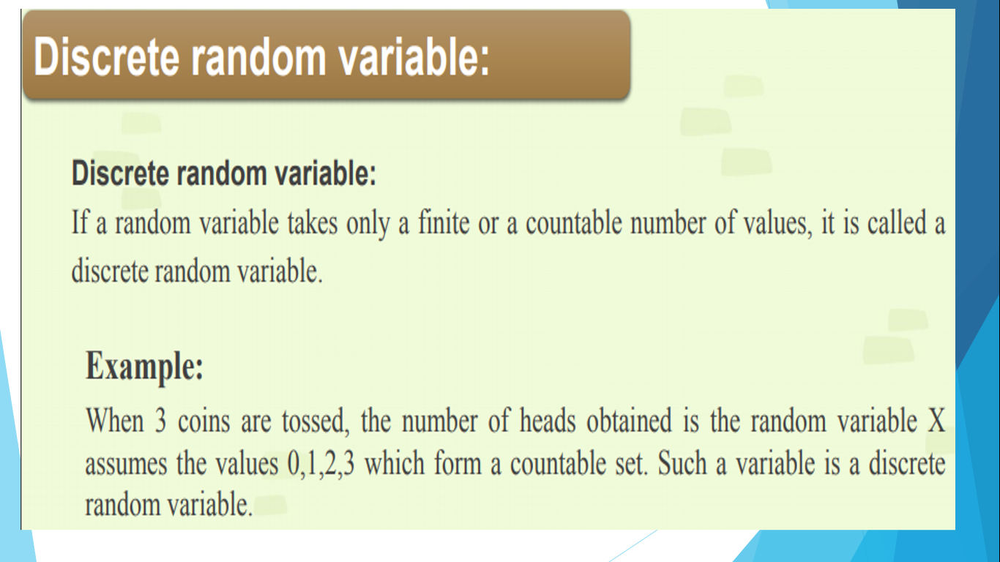 Discrete random variable:
Discrete random variable:
If a random variable takes only a finite or a countable number of values, it is called a
discrete random variable.
Example:
When 3 coins are tossed, the number of heads obtained is the random variable X
assumes the values 0,1,2,3 which form a countable set. Such a variable is a discrete
random variable.